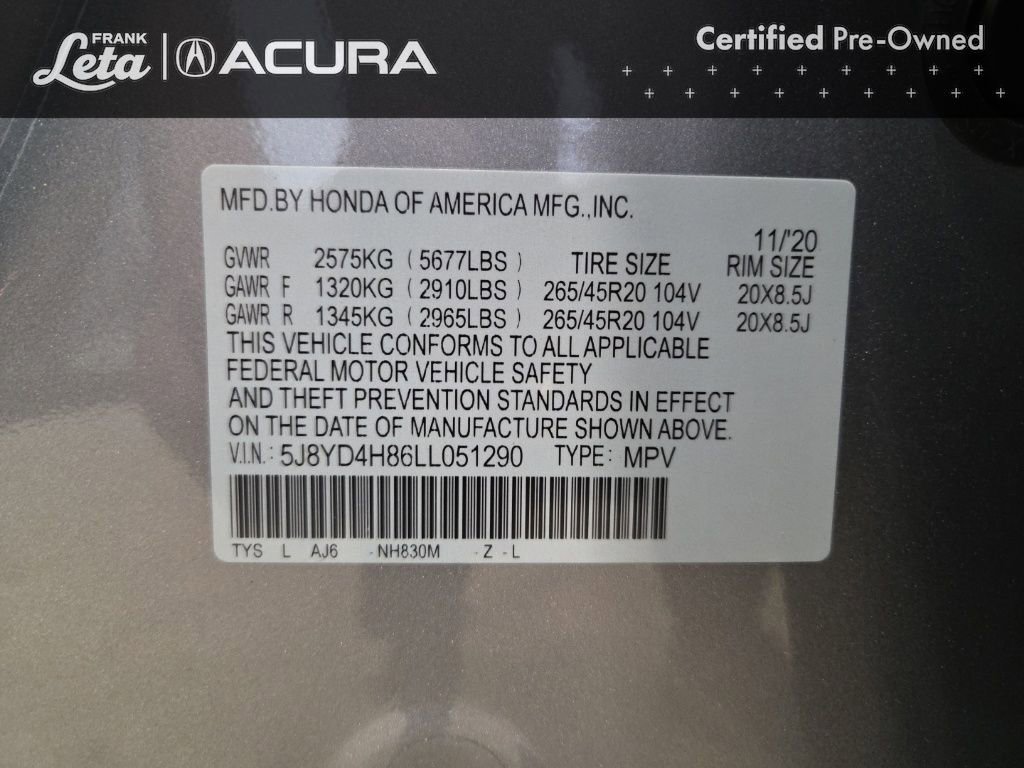 FRANK
Leta
ACURA
Certified Pre-Owned
MFD.BY HONDA OF AMERICA MFG.,INC.
11/'20
GVWR 2575KG ( 5677LBS ) TIRE SIZE RIM SIZE
GAWR F 1320KG ( 2910LBS ) 265/45R20 104V 20X8.5J
GAWR R 1345KG ( 2965LBS ) 265/45R20 104V 20X8.5J
THIS VEHICLE CONFORMS TO ALL APPLICABLE
FEDERAL MOTOR VEHICLE SAFETY
AND THEFT PREVENTION STANDARDS IN EFFECT
ON THE DATE OF MANUFACTURE SHOWN ABOVE.
V.I.N.: 5J8YD4H86LL051290 TYPE: MPV
TYS L AJ6 -NH830M -Z -L